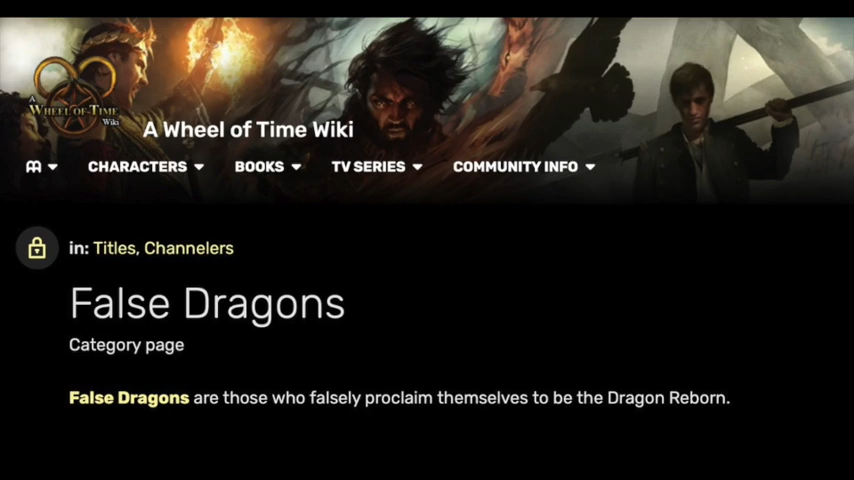 A
WHEEL OF TIME
Wiki
A Wheel of Time Wiki
CHARACTERS BOOKS TV SERIES COMMUNITY INFO
in: Titles, Channelers
False Dragons
Category page
False Dragons are those who falsely proclaim themselves to be the Dragon Reborn.